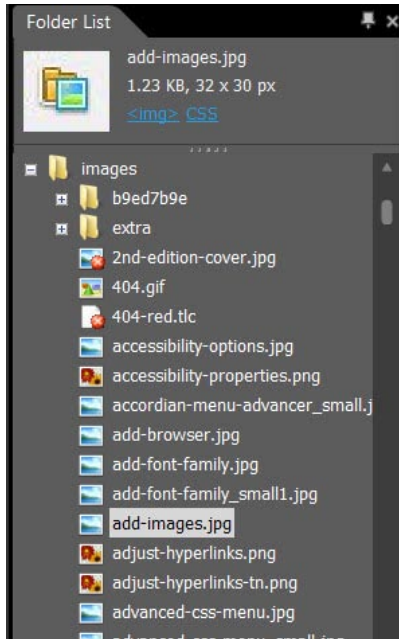 Folder List
add-images.jpg
1.23 KB, 32 x 30 px
<img> CSS
images
b9ed7b9e
extra
2nd-edition-cover.jpg
404.gif
404-red.tlc
accessibility-options.jpg
accessibility-properties.png
accordian-menu-advancer_small.j
add-browser.jpg
add-font-family.jpg
add-font-family_small1.jpg
add-images.jpg
adjust-hyperlinks.png
adjust-hyperlinks-tn.png
advanced-css-menu.jpg